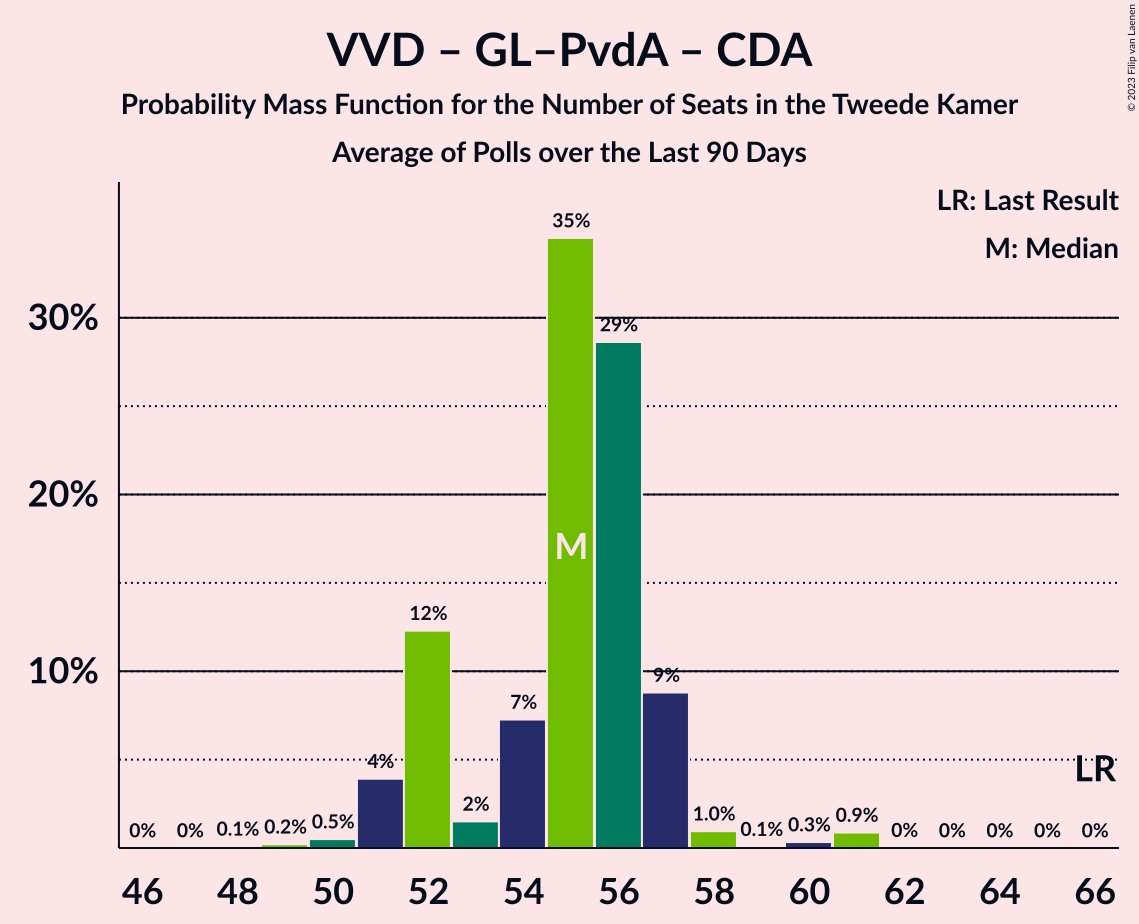 VVD – GL–PvdA – CDA
Probability Mass Function for the Number of Seats in the Tweede Kamer
Average of Polls over the Last 90 Days
© 2023 Filip van Laenen
LR: Last Result
M: Median
35%
30%
29%
20%
M
12%
10%
9%
7%
4%
LR
2%
0% 0% 0.1% 0.2% 0.5% 1.0% 0.1% 0.3% 0.9% 0% 0% 0% 0% 0%
46 48 50 52 54 56 58 60 62 64 66